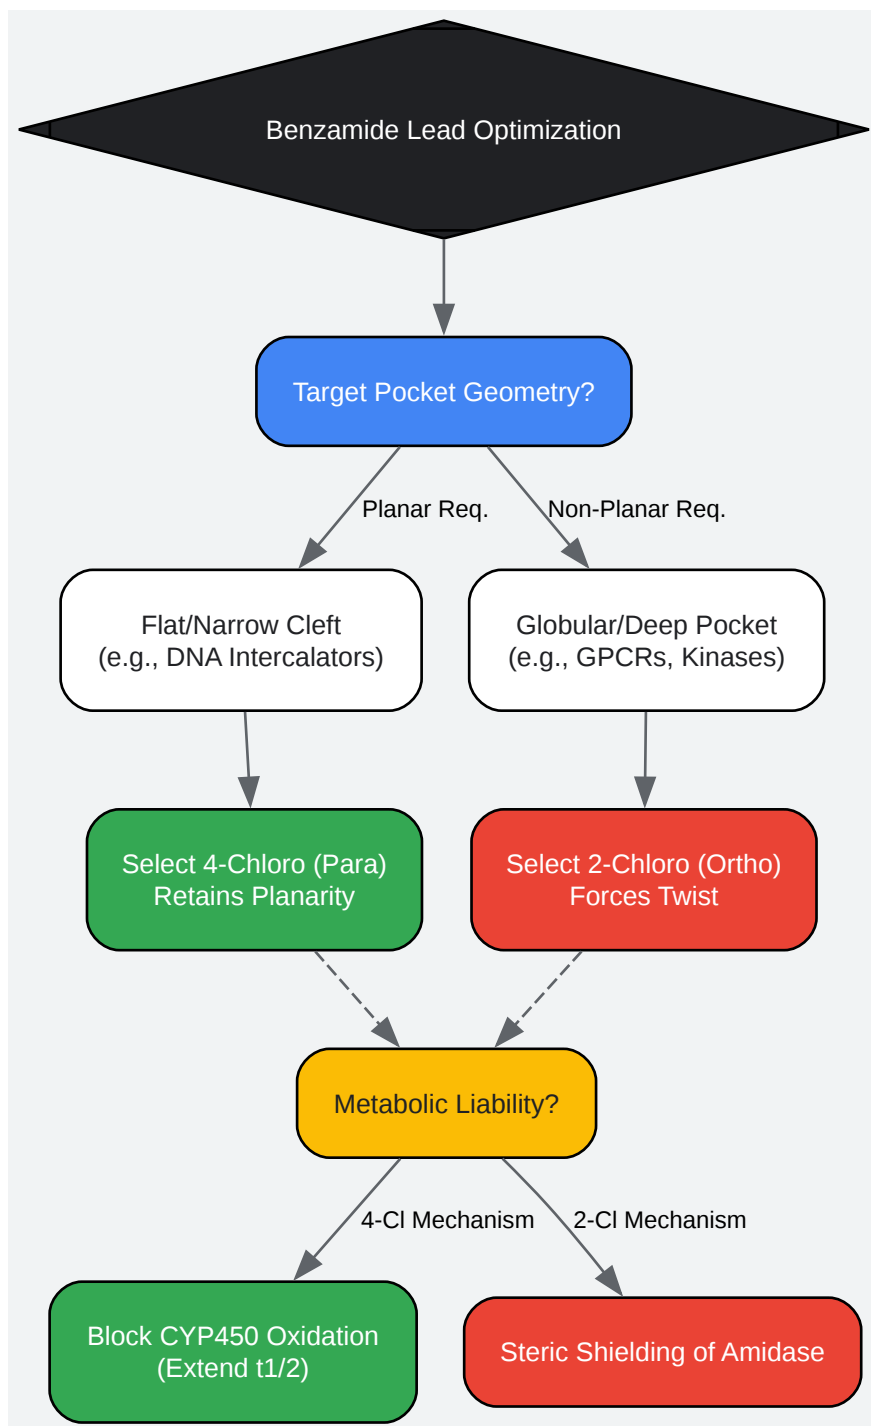 Benzamide Lead Optimization
Target Pocket Geometry?
Planar Req.
Non-Planar Req.
Flat/Narrow Cleft
(e.g., DNA Intercalators)
Globular/Deep Pocket
(e.g., GPCRs, Kinases)
Select 4-Chloro (Para)
Retains Planarity
Select 2-Chloro (Ortho)
Forces Twist
Metabolic Liability?
4-Cl Mechanism
2-Cl Mechanism
Block CYP450 Oxidation
(Extend t1/2)
Steric Shielding of Amidase